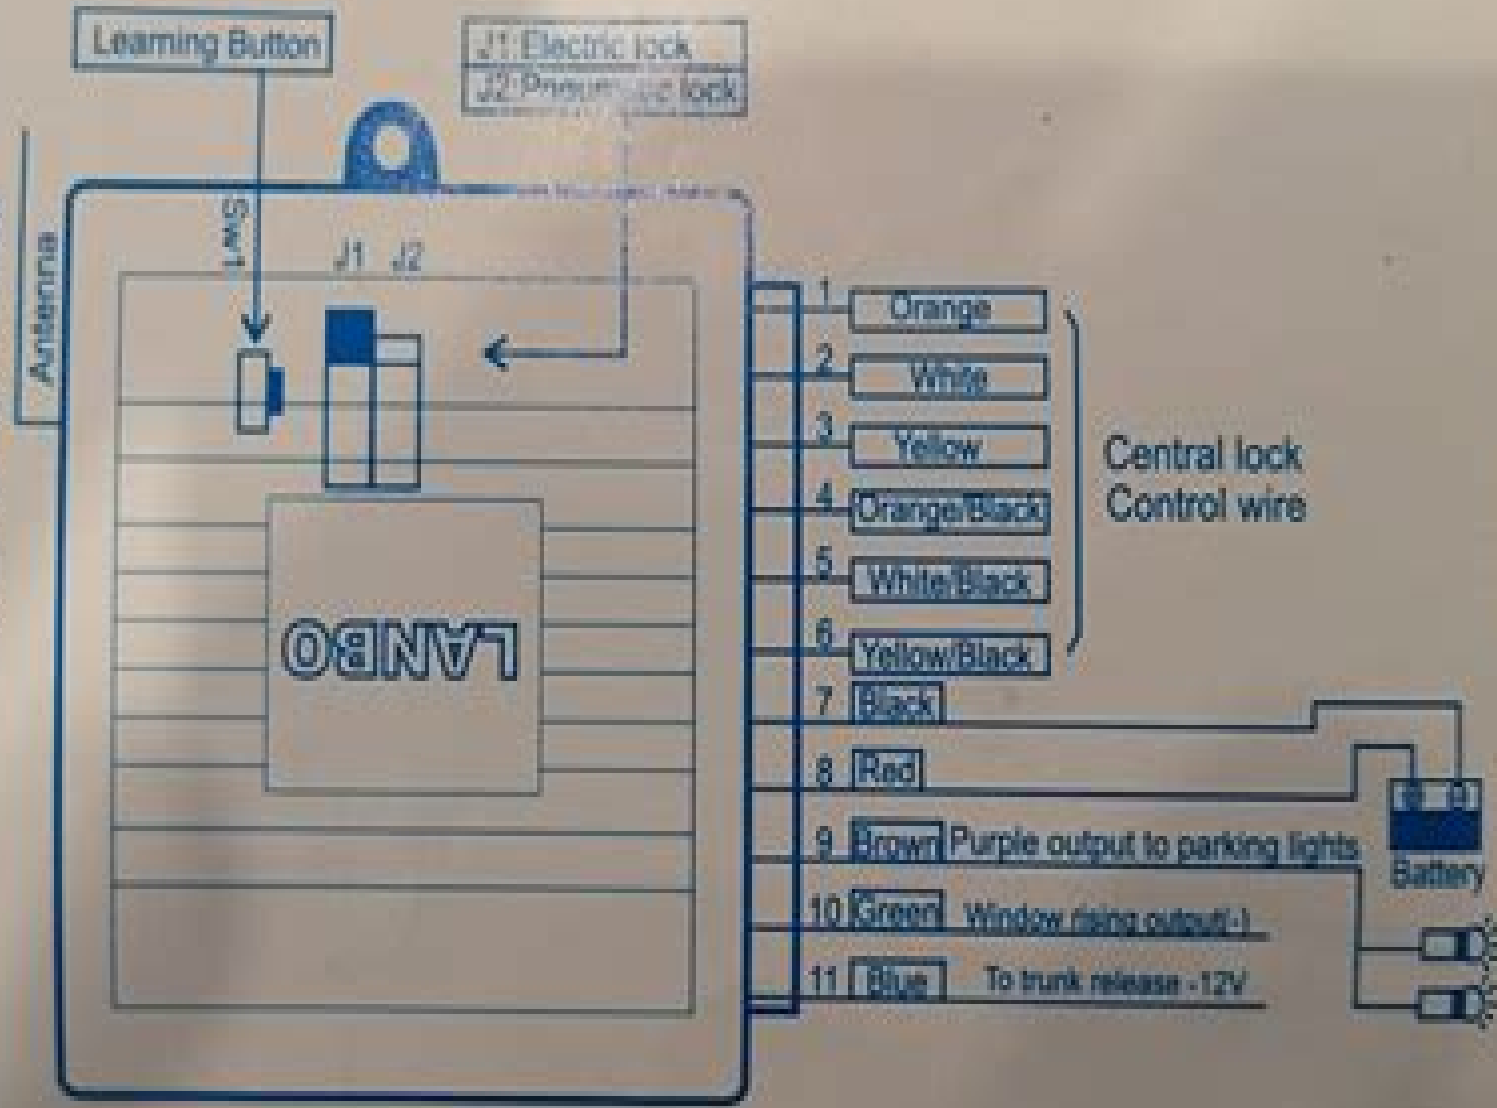 Learning Button
J1:Electric lock
J2:Pneumatic lock
Antenna
Sw1
J1 J2
LANBO
1 Orange
2 White
3 Yellow
4 Orange/Black
5 White/Black
6 Yellow/Black
Central lock
Control wire
7 Black
8 Red
9 Brown Purple output to parking lights
Battery
10 Green Window rising output(-)
11 Blue To trunk release -12V